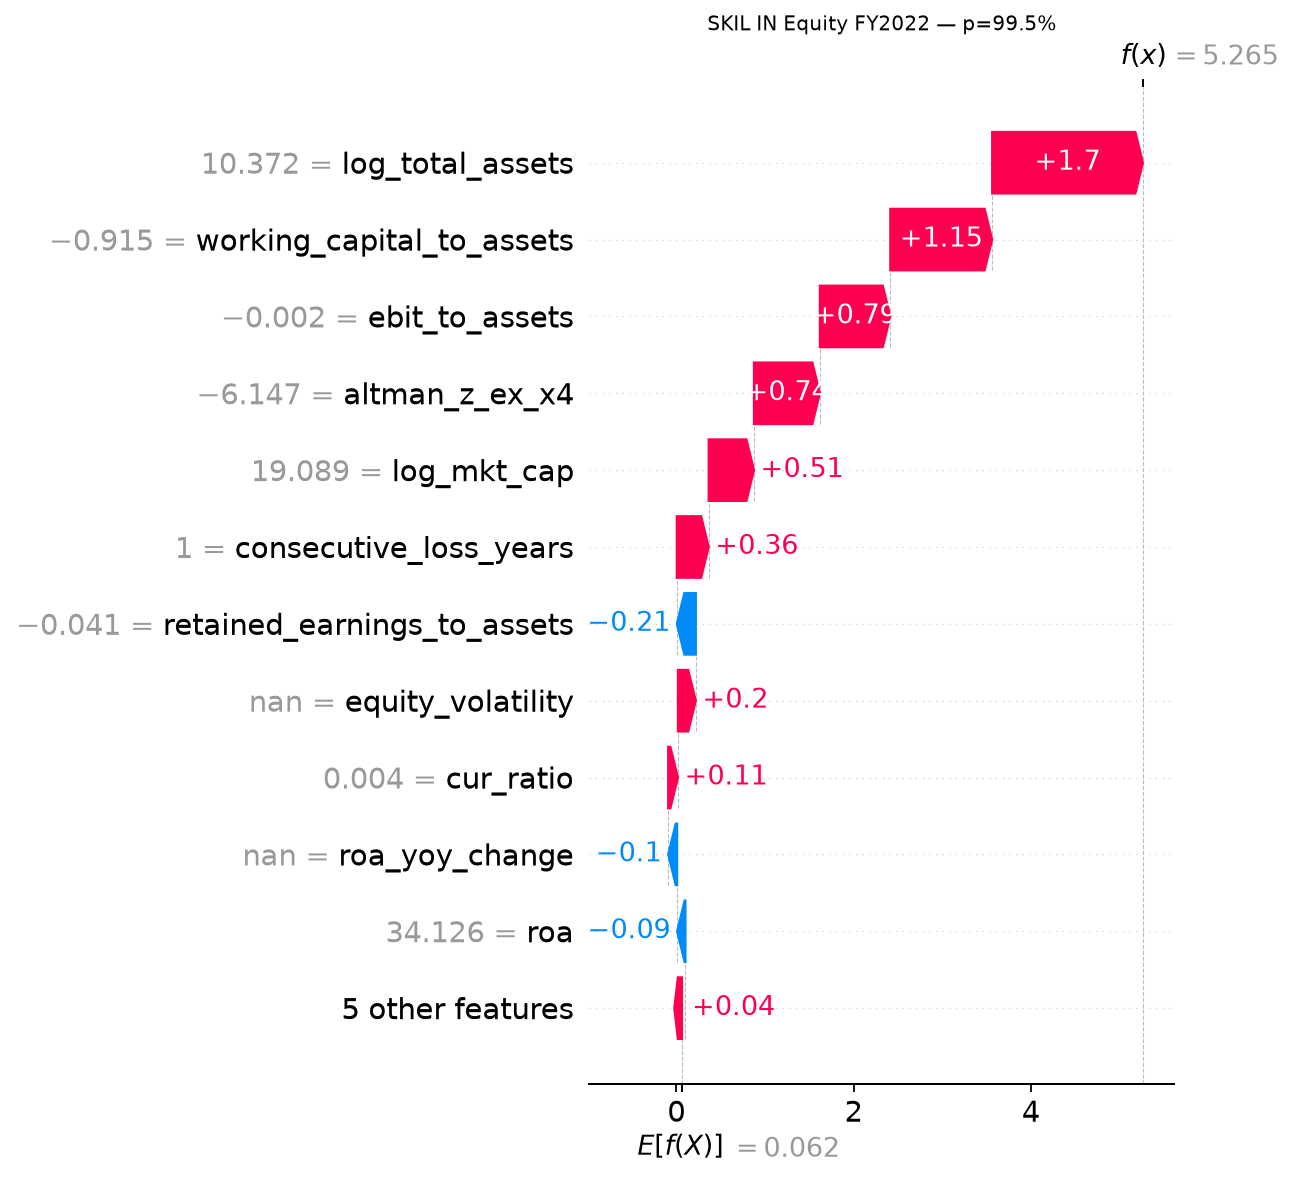 SKIL IN Equity FY2022 — p=99.5%
f(x) = 5.265
10.372 = log_total_assets
+1.7
−0.915 = working_capital_to_assets
+1.15
−0.002 = ebit_to_assets
+0.79
−6.147 = altman_z_ex_x4
+0.74
19.089 = log_mkt_cap
+0.51
1 = consecutive_loss_years
+0.36
−0.041 = retained_earnings_to_assets
−0.21
nan = equity_volatility
+0.2
0.004 = cur_ratio
+0.11
nan = roa_yoy_change
−0.1
34.126 = roa
−0.09
5 other features
+0.04
0 2 4
E[f(X)] = 0.062